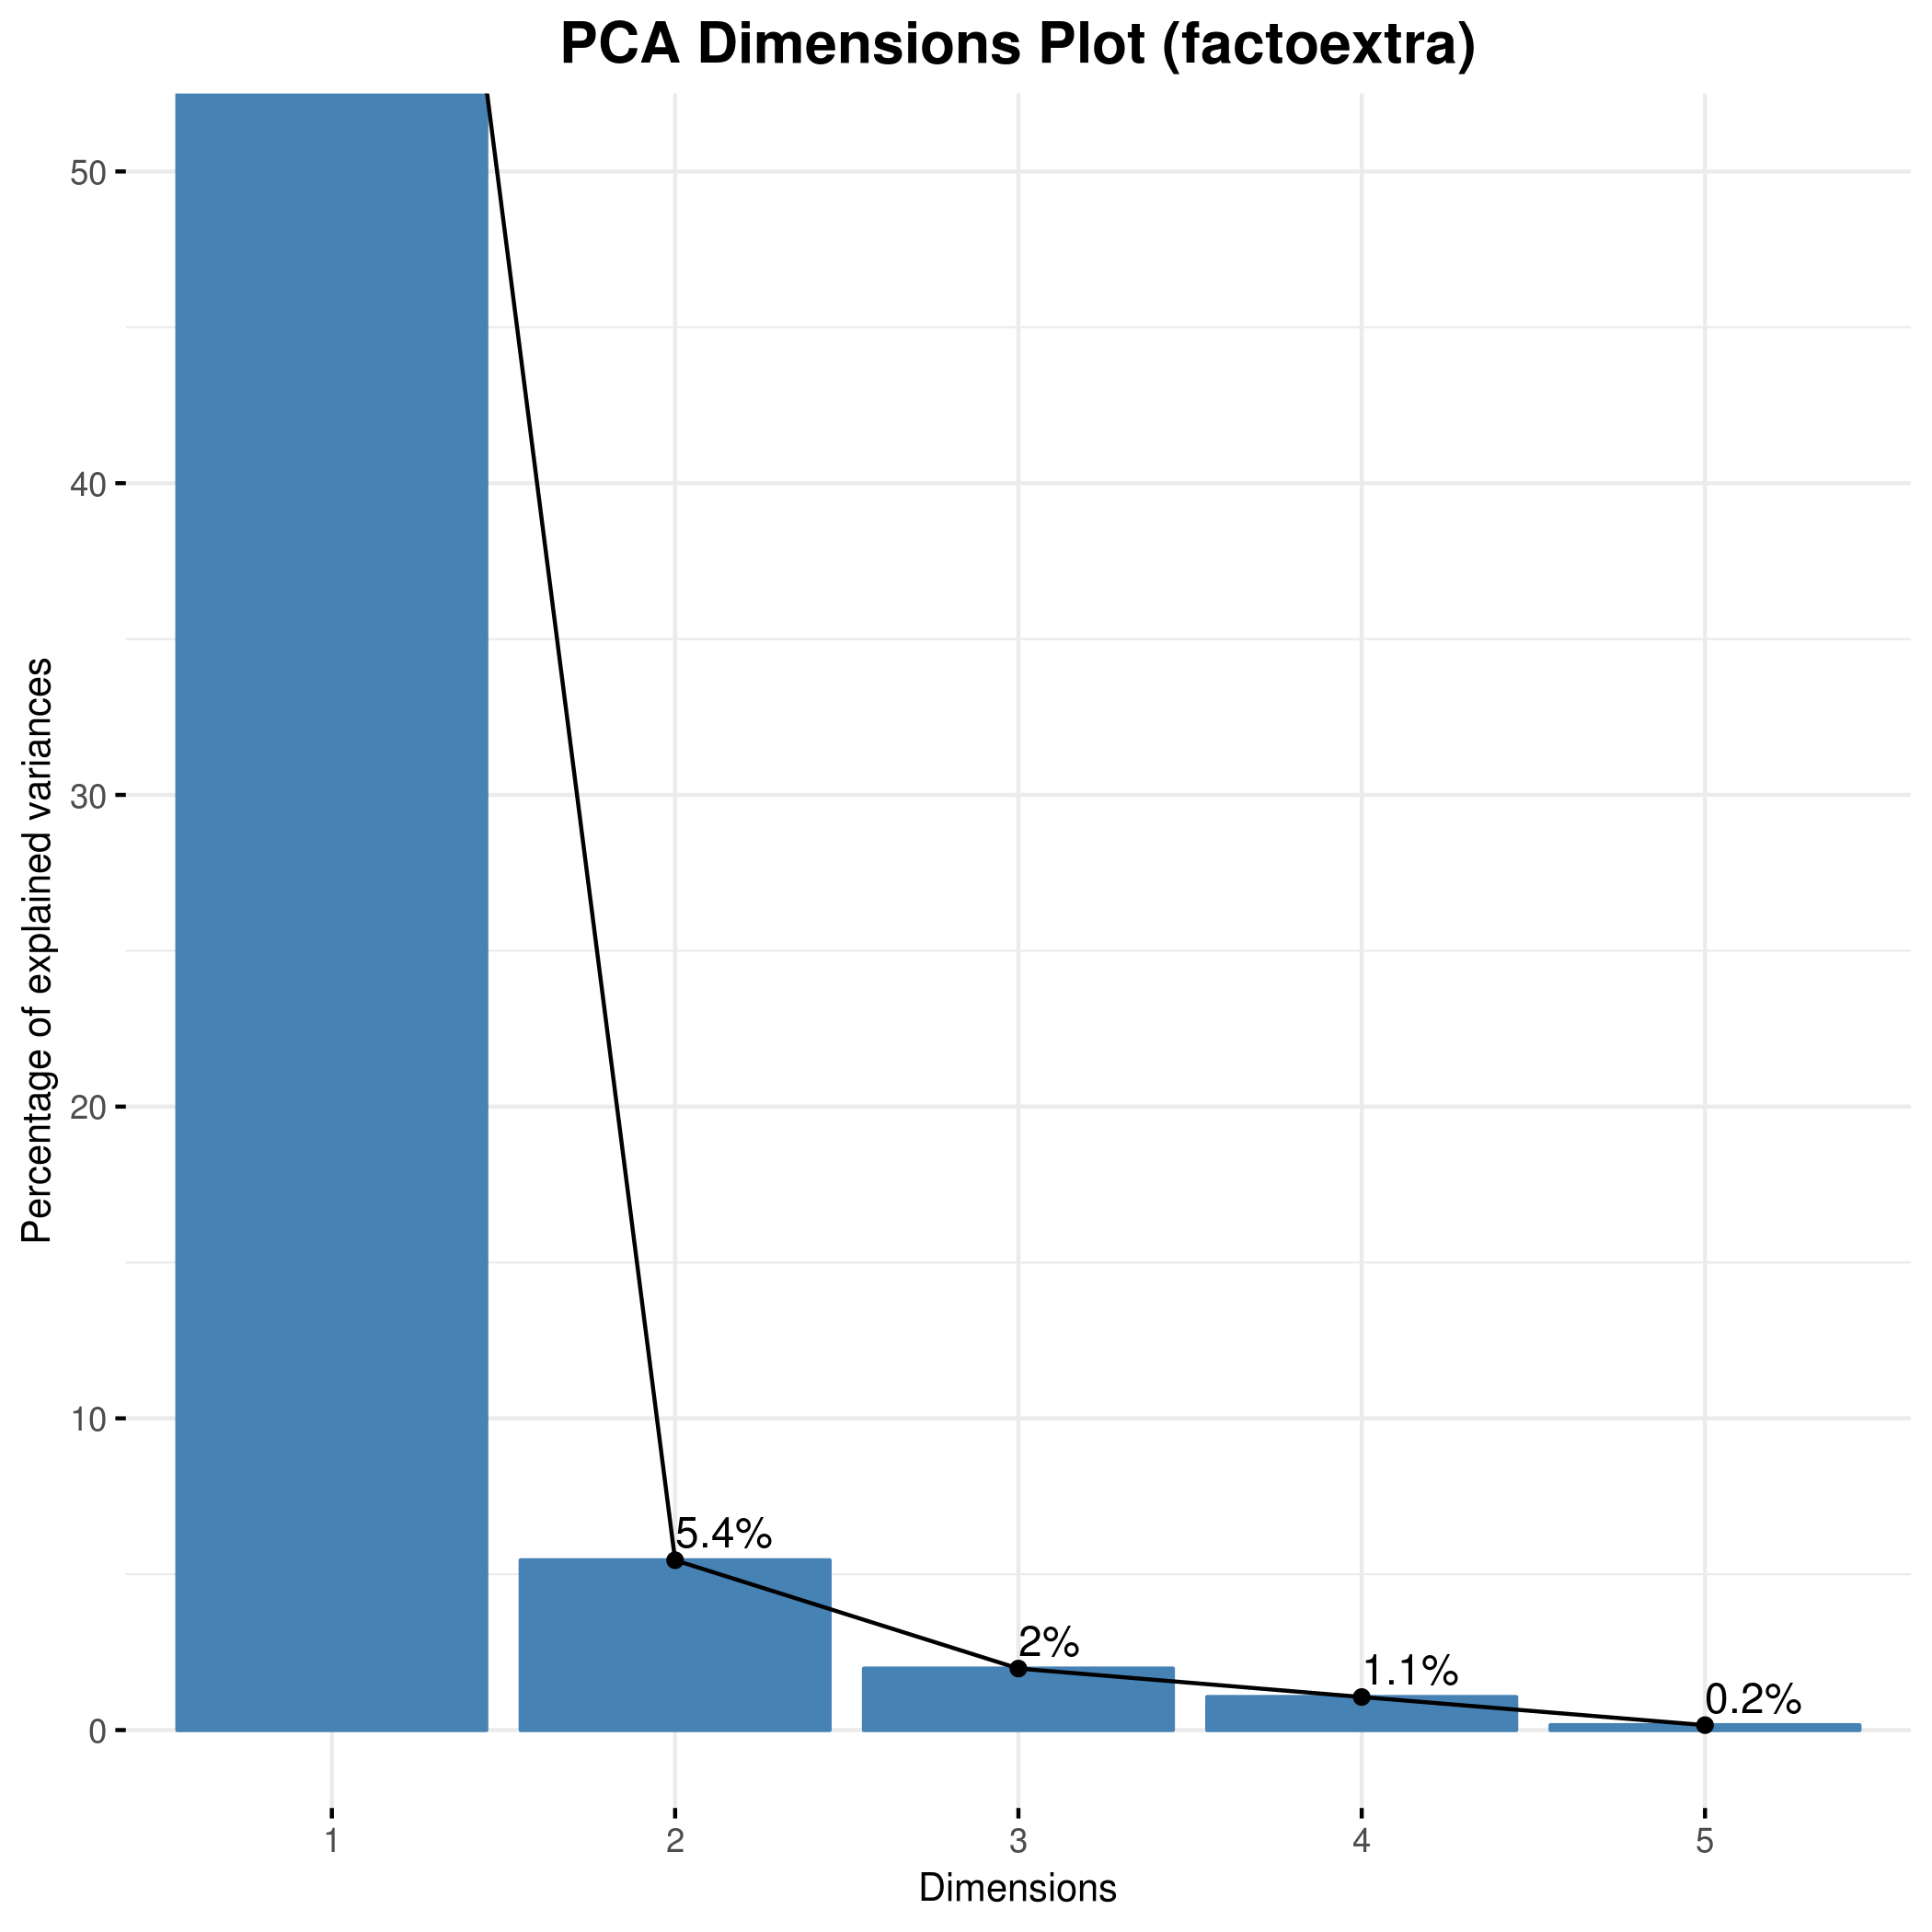 PCA Dimensions Plot (factoextra)
Percentage of explained variances
50
40
30
20
10
0
5.4%
2%
1.1%
0.2%
1 2 3 4 5
Dimensions